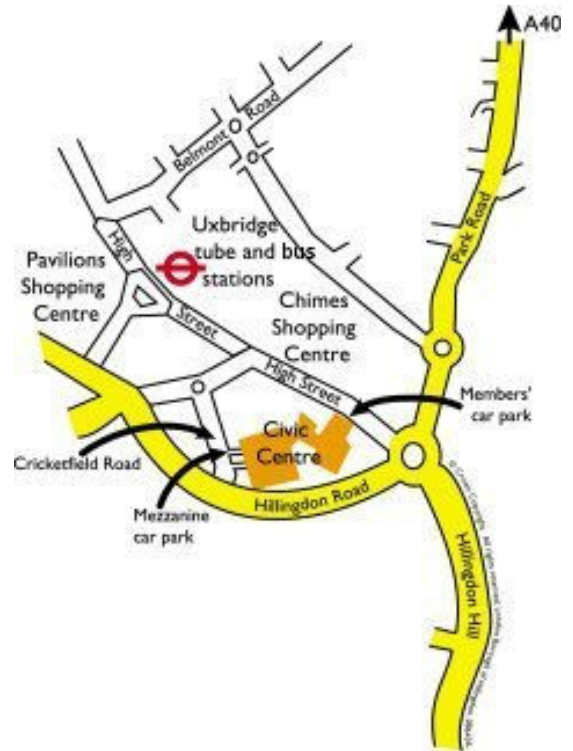 A40
Belmont Road
Park Road
Uxbridge
tube and bus
stations
High
Street
Pavilions
Shopping
Centre
Chimes
Shopping
Centre
High Street
Members'
car park
Civic
Centre
Cricketfield Road
Mezzanine
car park
Hillingdon Road
Hillingdon Hill